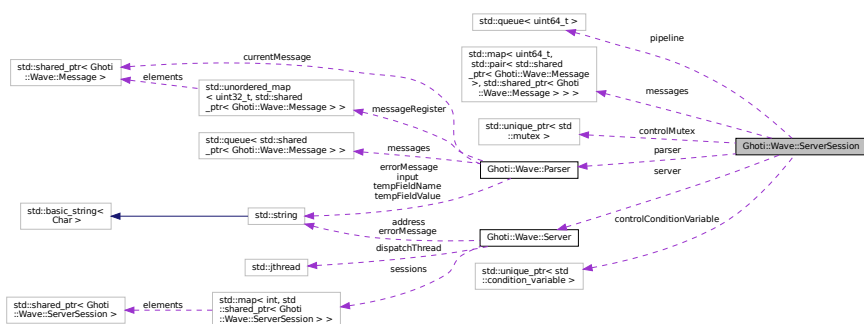 std::queue< uint64_t >
pipeline
std::map< uint64_t,
std::pair< std::shared
_ptr< Ghoti::Wave::Message
>, std::shared_ptr< Ghoti
::Wave::Message > > >
messages
std::unique_ptr< std
::mutex >
controlMutex
parser
server
controlConditionVariable
Ghoti::Wave::ServerSession
std::shared_ptr< Ghoti
::Wave::Message >
currentMessage
elements
std::unordered_map
< uint32_t, std::shared
_ptr< Ghoti::Wave::Message > >
messageRegister
std::queue< std::shared
_ptr< Ghoti::Wave::Message > >
messages
errorMessage
input
tempFieldName
tempFieldValue
Ghoti::Wave::Parser
std::basic_string<
Char >
std::string
address
errorMessage
Ghoti::Wave::Server
dispatchThread
std::jthread
sessions
std::unique_ptr< std
::condition_variable >
std::shared_ptr< Ghoti
::Wave::ServerSession >
elements
std::map< int, std
::shared_ptr< Ghoti
::Wave::ServerSession > >